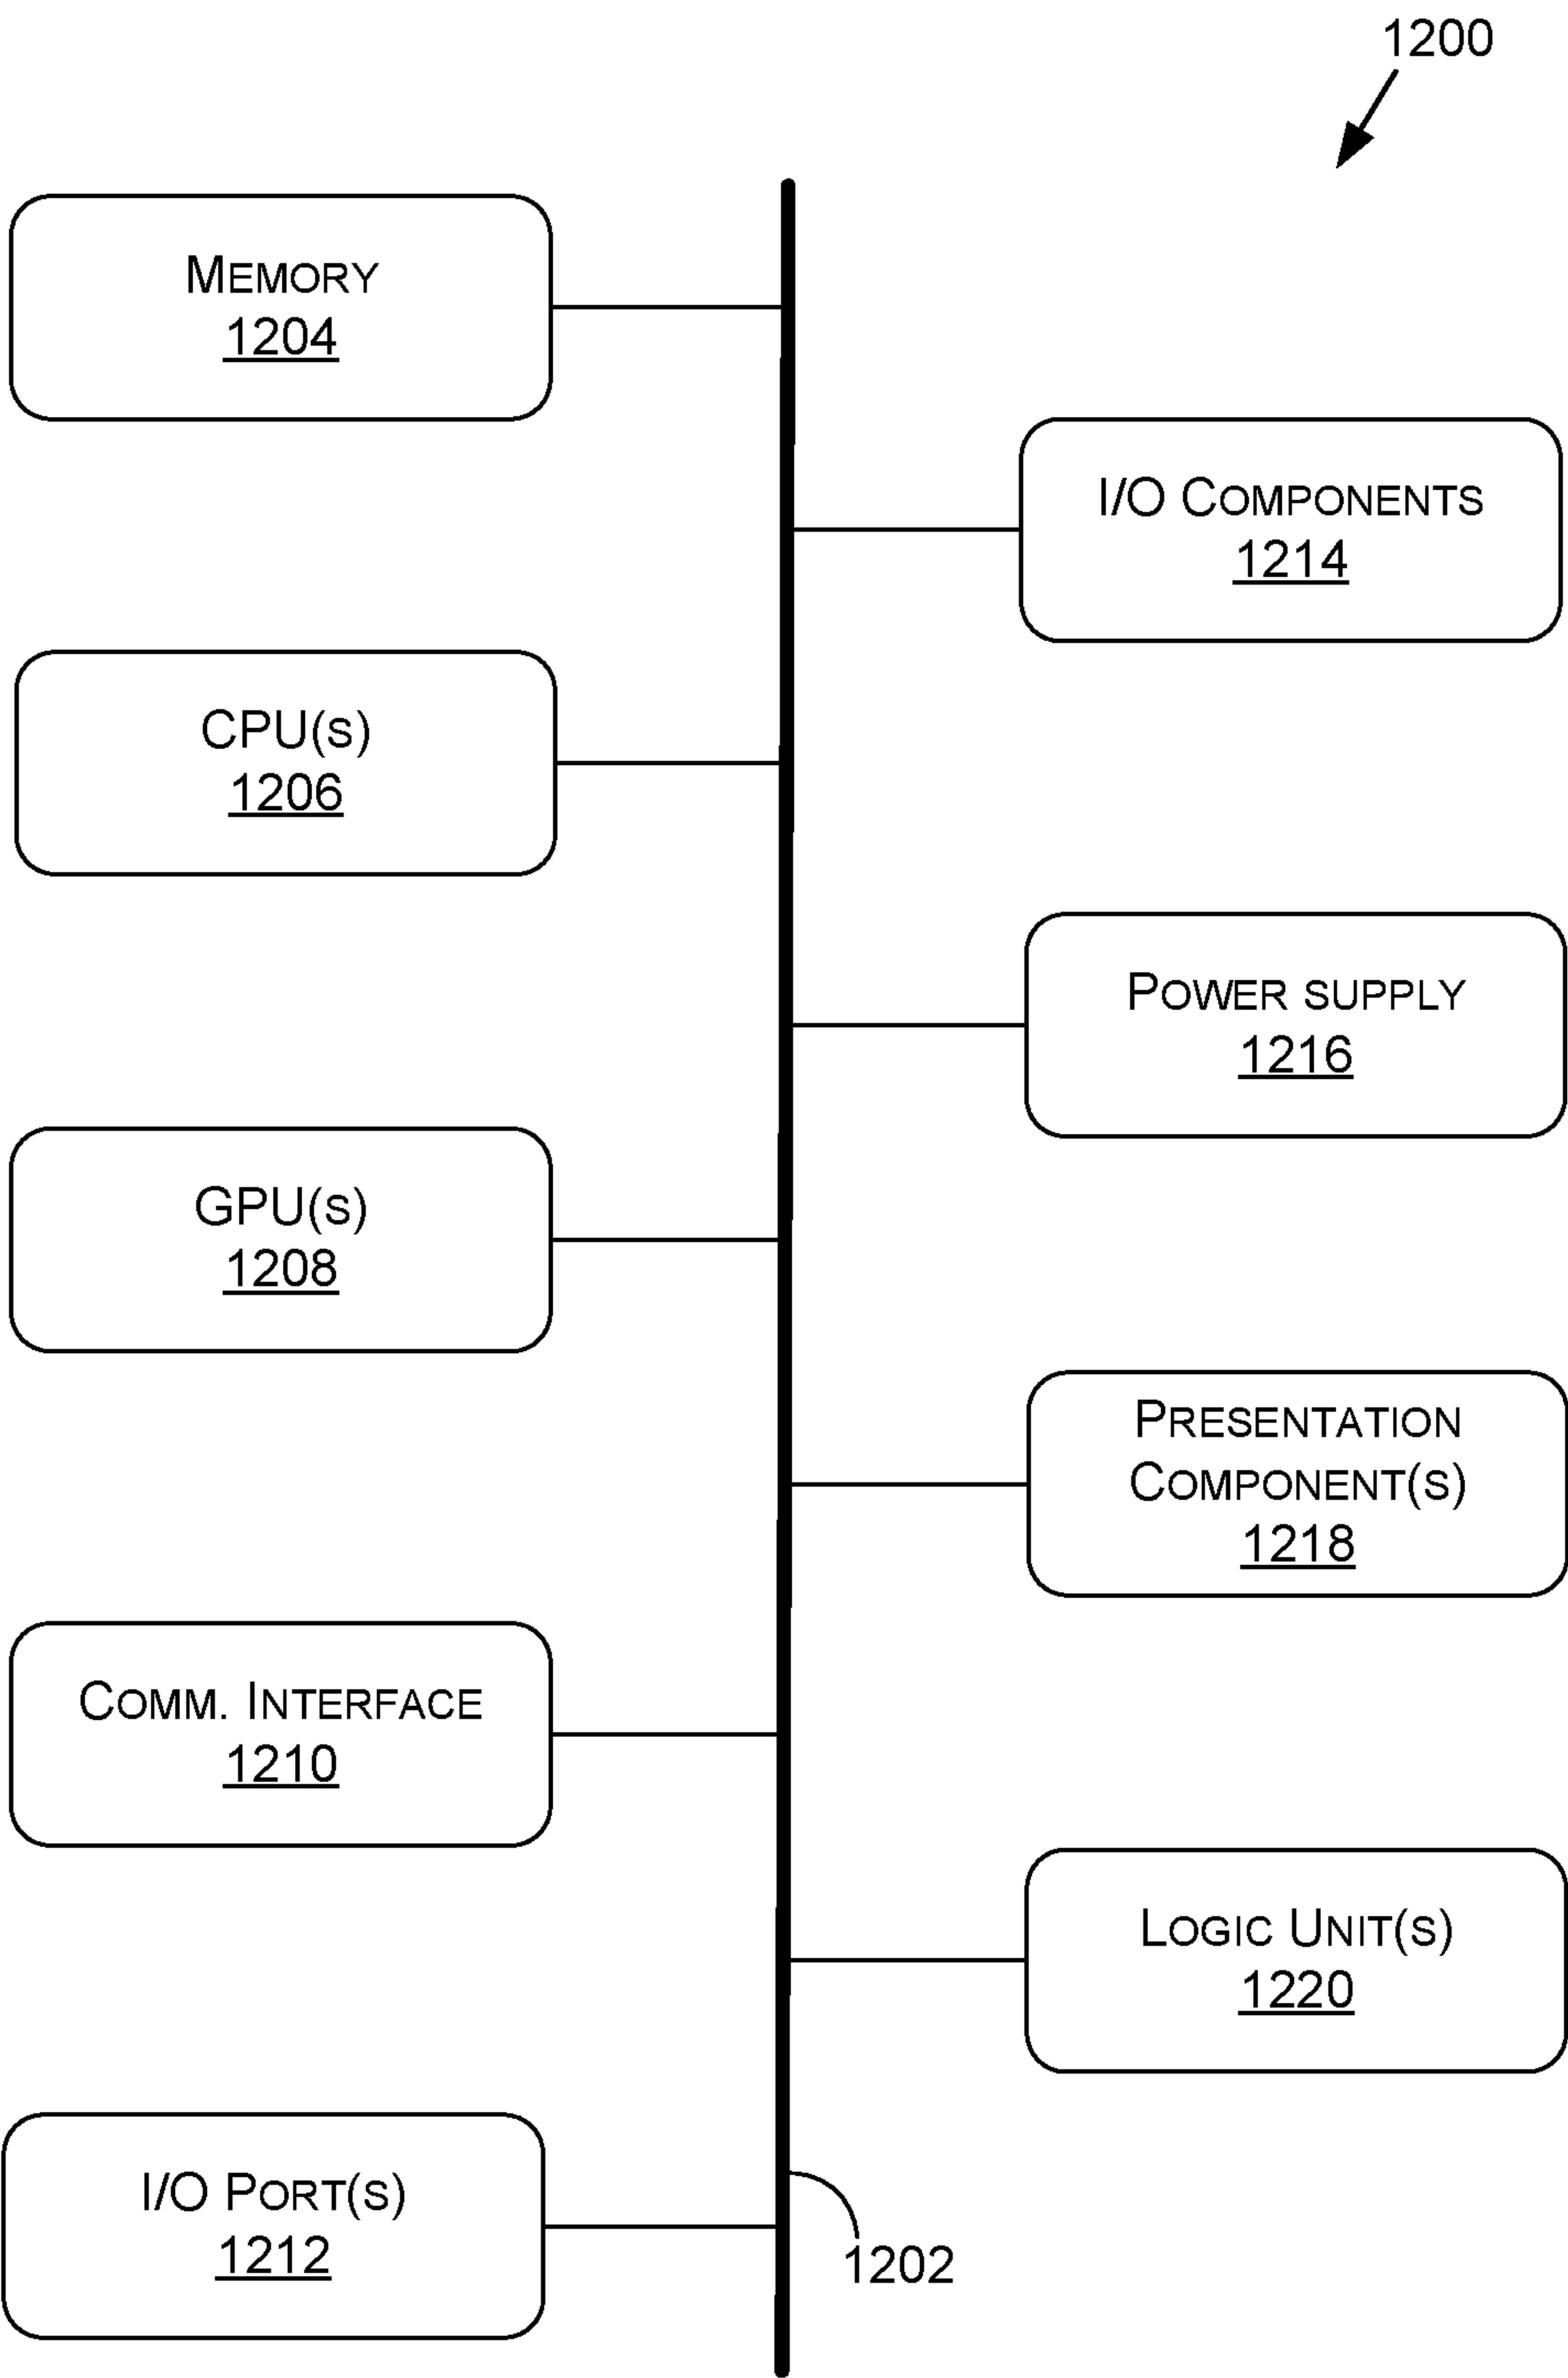 1200
MEMORY
1204
I/O COMPONENTS
1214
CPU(S)
1206
POWER SUPPLY
1216
GPU(S)
1208
PRESENTATION
COMPONENT(S)
1218
COMM. INTERFACE
1210
LOGIC UNIT(S)
1220
I/O PORT(S)
1212
1202